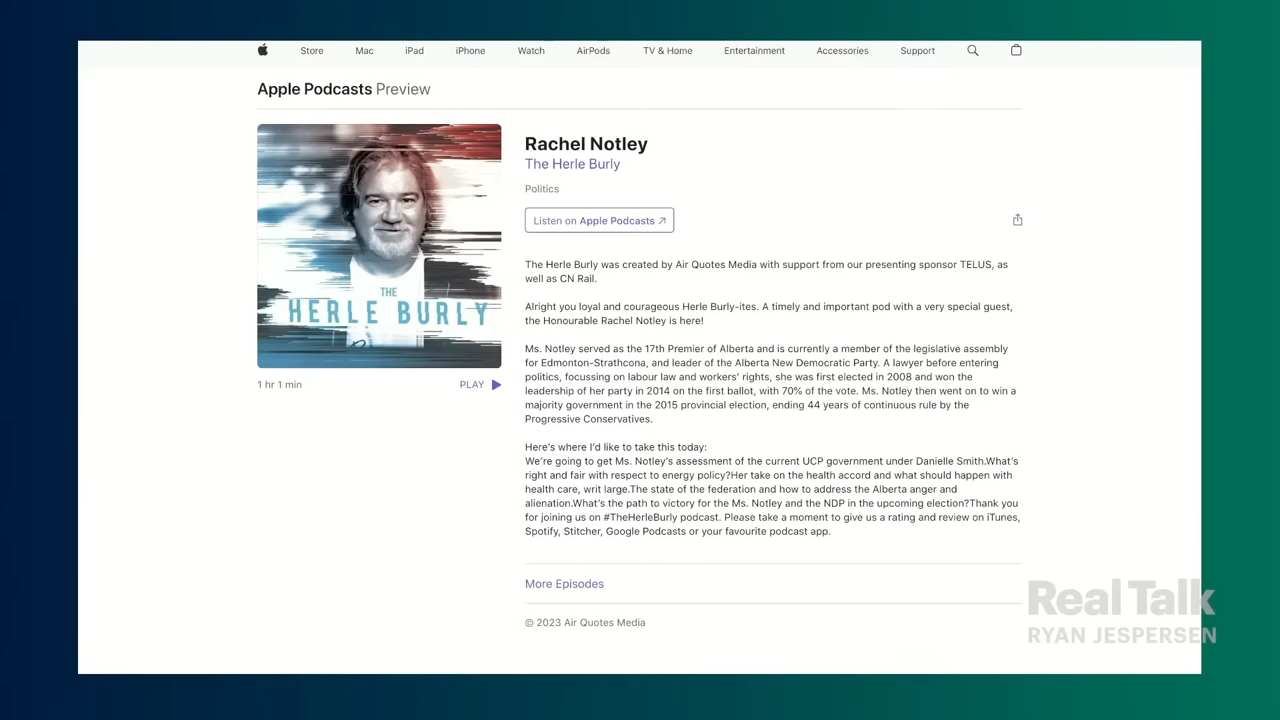 Store Mac iPad iPhone Watch AirPods TV & Home Entertainment Accessories Support
Apple Podcasts Preview
THE
HERLE BURLY
1 hr 1 min PLAY
Rachel Notley
The Herle Burly
Politics
Listen on Apple Podcasts ↗
The Herle Burly was created by Air Quotes Media with support from our presenting sponsor TELUS, as
well as CN Rail.
Alright you loyal and courageous Herle Burly-ites. A timely and important pod with a very special guest,
the Honourable Rachel Notley is here!
Ms. Notley served as the 17th Premier of Alberta and is currently a member of the legislative assembly
for Edmonton-Strathcona, and leader of the Alberta New Democratic Party. A lawyer before entering
politics, focussing on labour law and workers' rights, she was first elected in 2008 and won the
leadership of her party in 2014 on the first ballot, with 70% of the vote. Ms. Notley then went on to win a
majority government in the 2015 provincial election, ending 44 years of continuous rule by the
Progressive Conservatives.
Here's where I'd like to take this today:
We're going to get Ms. Notley's assessment of the current UCP government under Danielle Smith.What's
right and fair with respect to energy policy?Her take on the health accord and what should happen with
health care, writ large.The state of the federation and how to address the Alberta anger and
alienation.What's the path to victory for the Ms. Notley and the NDP in the upcoming election?Thank you
for joining us on #TheHerleBurly podcast. Please take a moment to give us a rating and review on iTunes,
Spotify, Stitcher, Google Podcasts or your favourite podcast app.
More Episodes
© 2023 Air Quotes Media
Real Talk
RYAN JESPERSEN